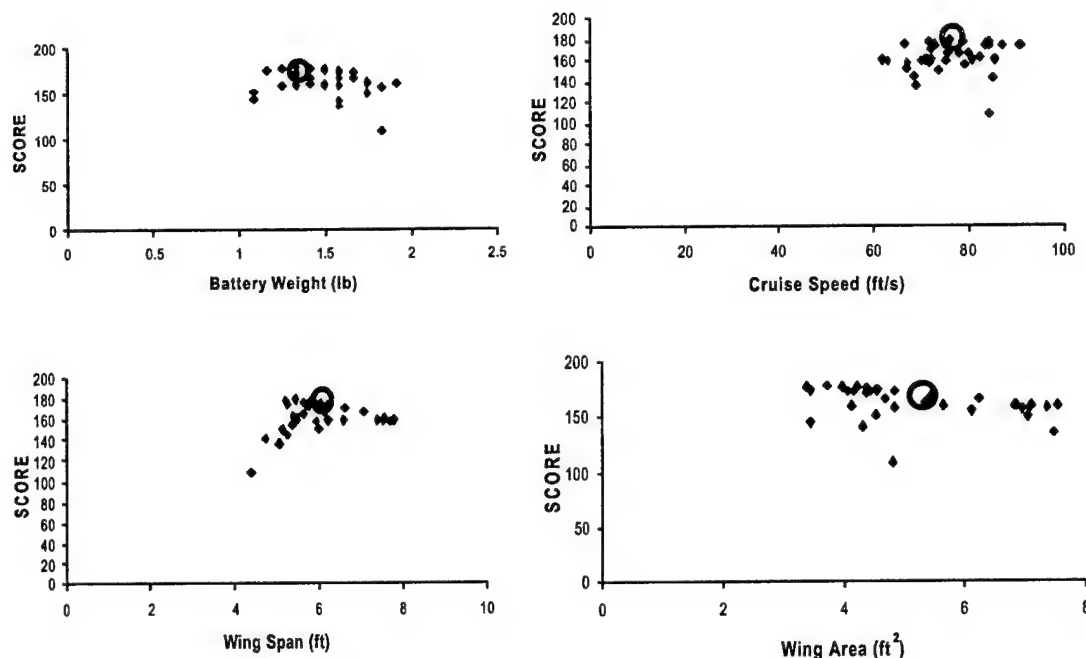 200
150
100
50
0
SCORE
0 0.5 1 1.5 2 2.5
Battery Weight (lb)
200
180
160
140
120
100
80
60
40
20
0
SCORE
0 20 40 60 80 100
Cruise Speed (ft/s)
200
180
160
140
120
100
80
60
40
20
0
SCORE
0 2 4 6 8 10
Wing Span (ft)
200
150
100
50
0
SCORE
0 2 4 6 8
Wing Area (ft²)